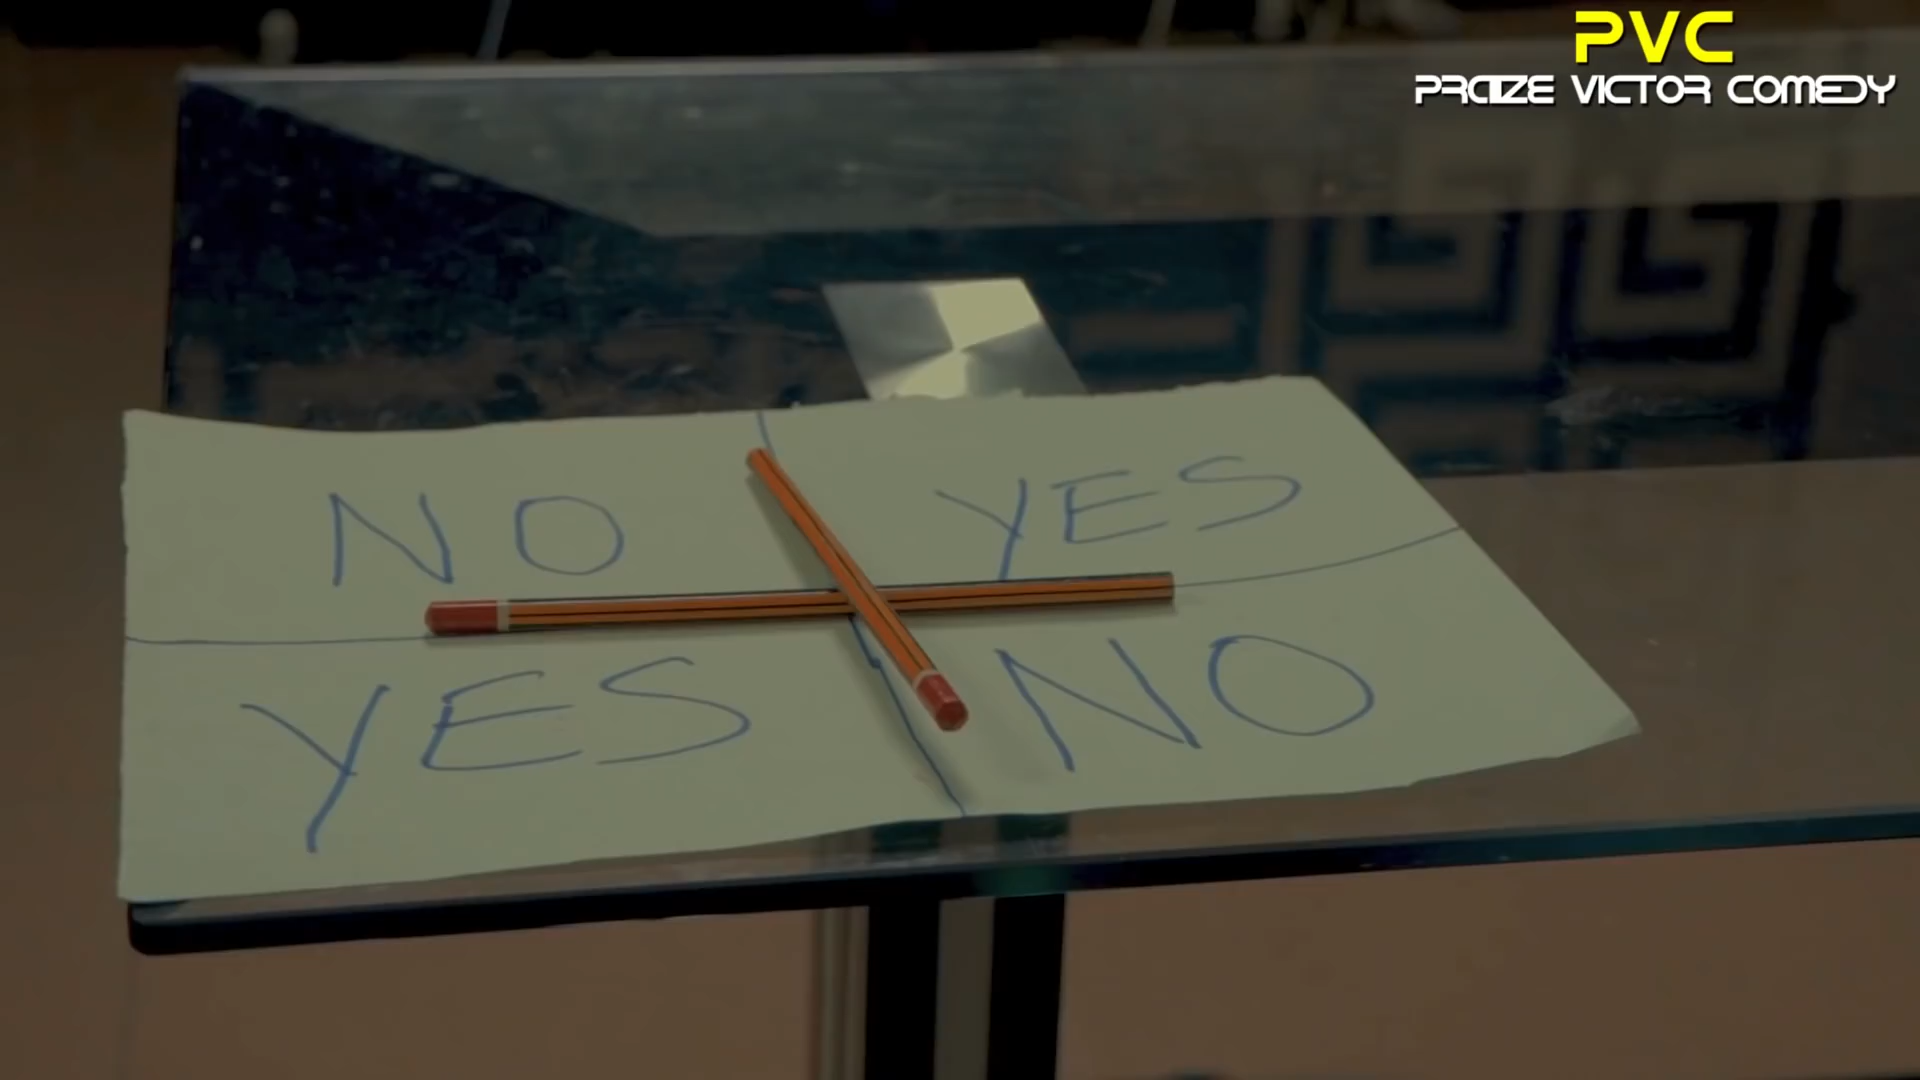 PVC
PRAIZE VICTOR COMEDY
NO YES
YES NO